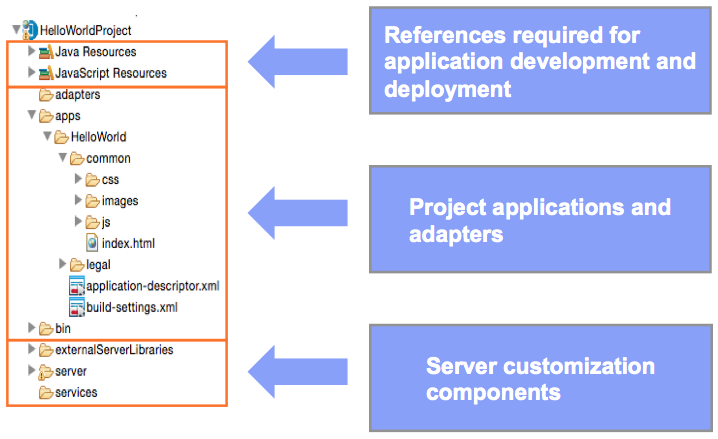 HelloWorldProject
Java Resources
JavaScript Resources
adapters
apps
HelloWorld
common
css
images
js
index.html
legal
application-descriptor.xml
build-settings.xml
bin
externalServerLibraries
server
services
References required for
application development and
deployment
Project applications and
adapters
Server customization
components